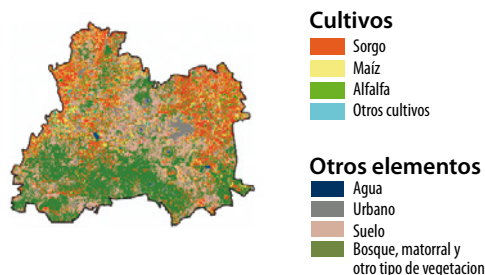 Cultivos
Sorgo
Maíz
Alfalfa
Otros cultivos
Otros elementos
Agua
Urbano
Suelo
Bosque, matorral y
otro tipo de vegetacion